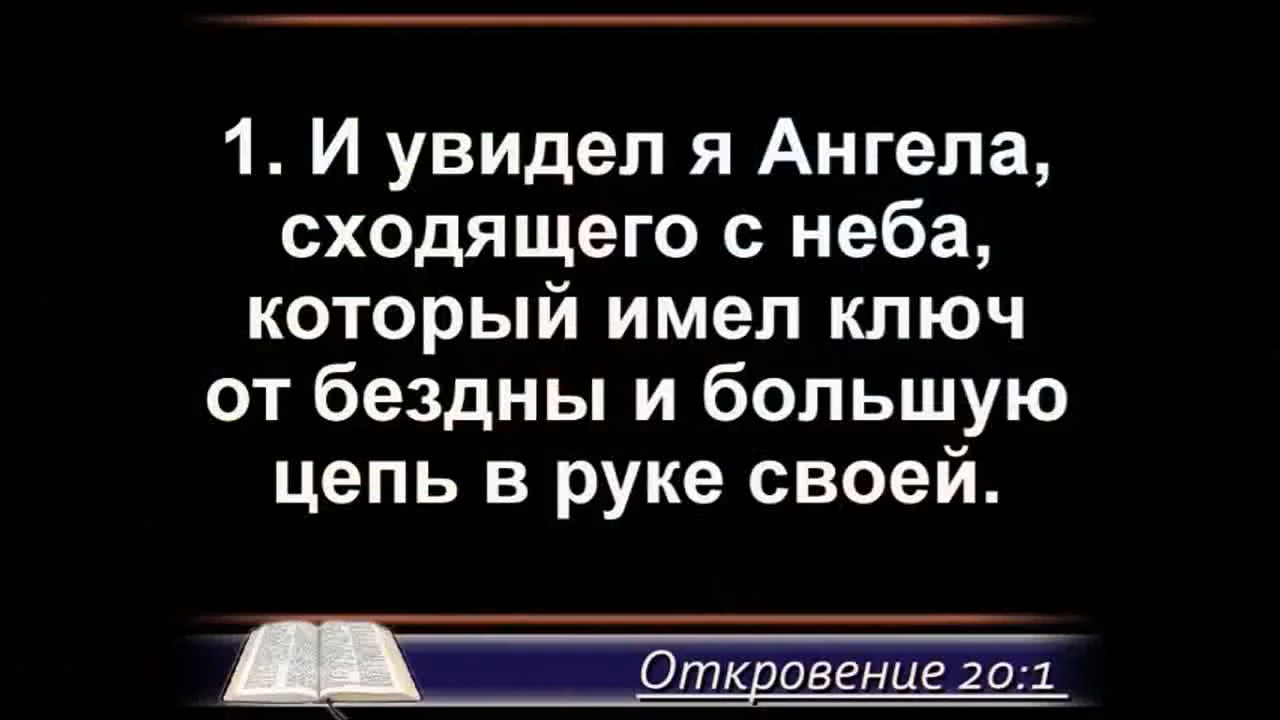 1. И увидел я Ангела,
сходящего с неба,
который имел ключ
от бездны и большую
цепь в руке своей.
Откровение 20:1